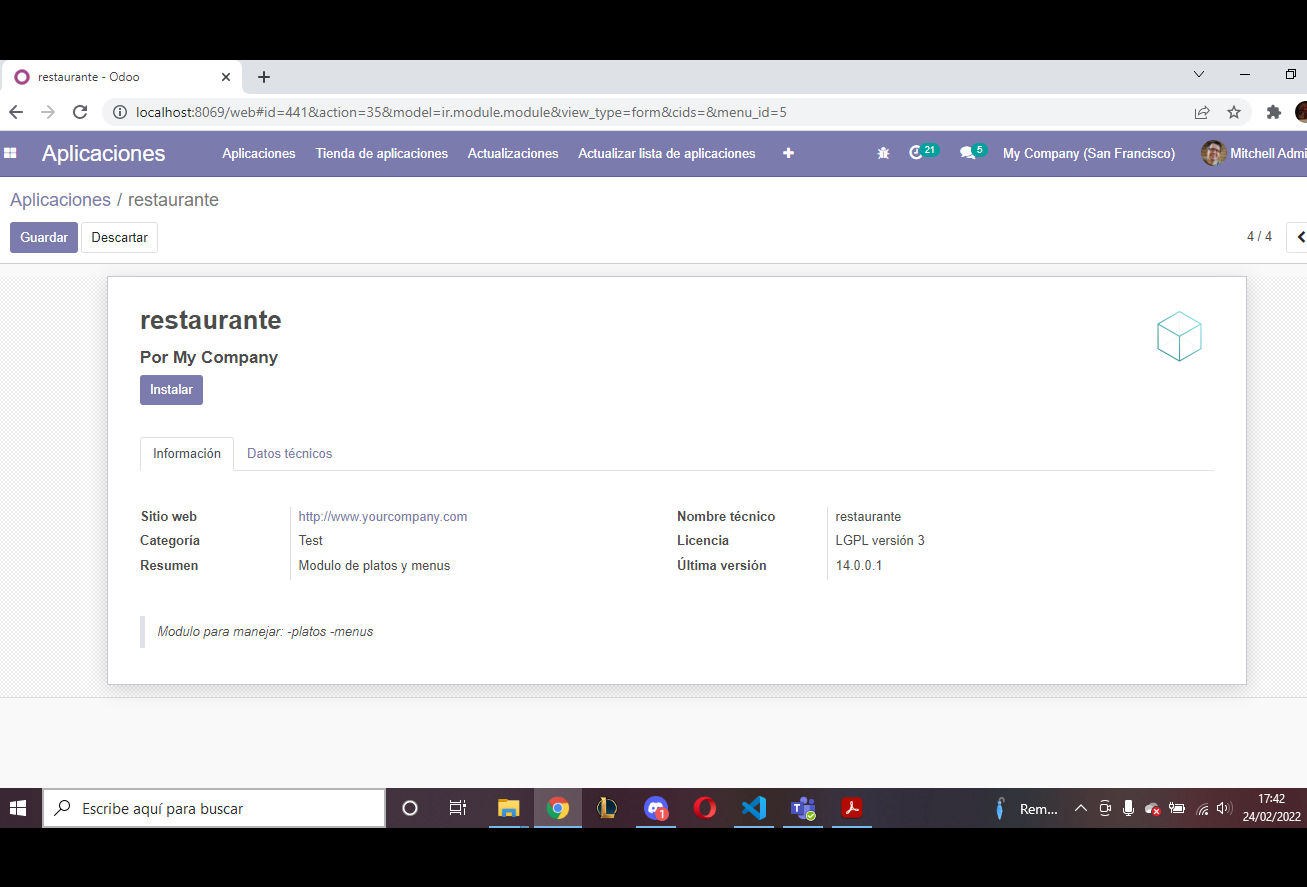 restaurante - Odoo
localhost:8069/web#id=441&action=35&model=ir.module.module&view_type=form&cids=&menu_id=5
Aplicaciones Aplicaciones Tienda de aplicaciones Actualizaciones Actualizar lista de aplicaciones 21 5 My Company (San Francisco) Mitchell Admi
Aplicaciones / restaurante
Guardar Descartar 4 / 4
restaurante
Por My Company
Instalar
Información Datos técnicos
Sitio web http://www.yourcompany.com Nombre técnico restaurante
Categoría Test Licencia LGPL versión 3
Resumen Modulo de platos y menus Última versión 14.0.0.1
Modulo para manejar: -platos -menus
Escribe aquí para buscar 1 Rem... 17:42
24/02/2022